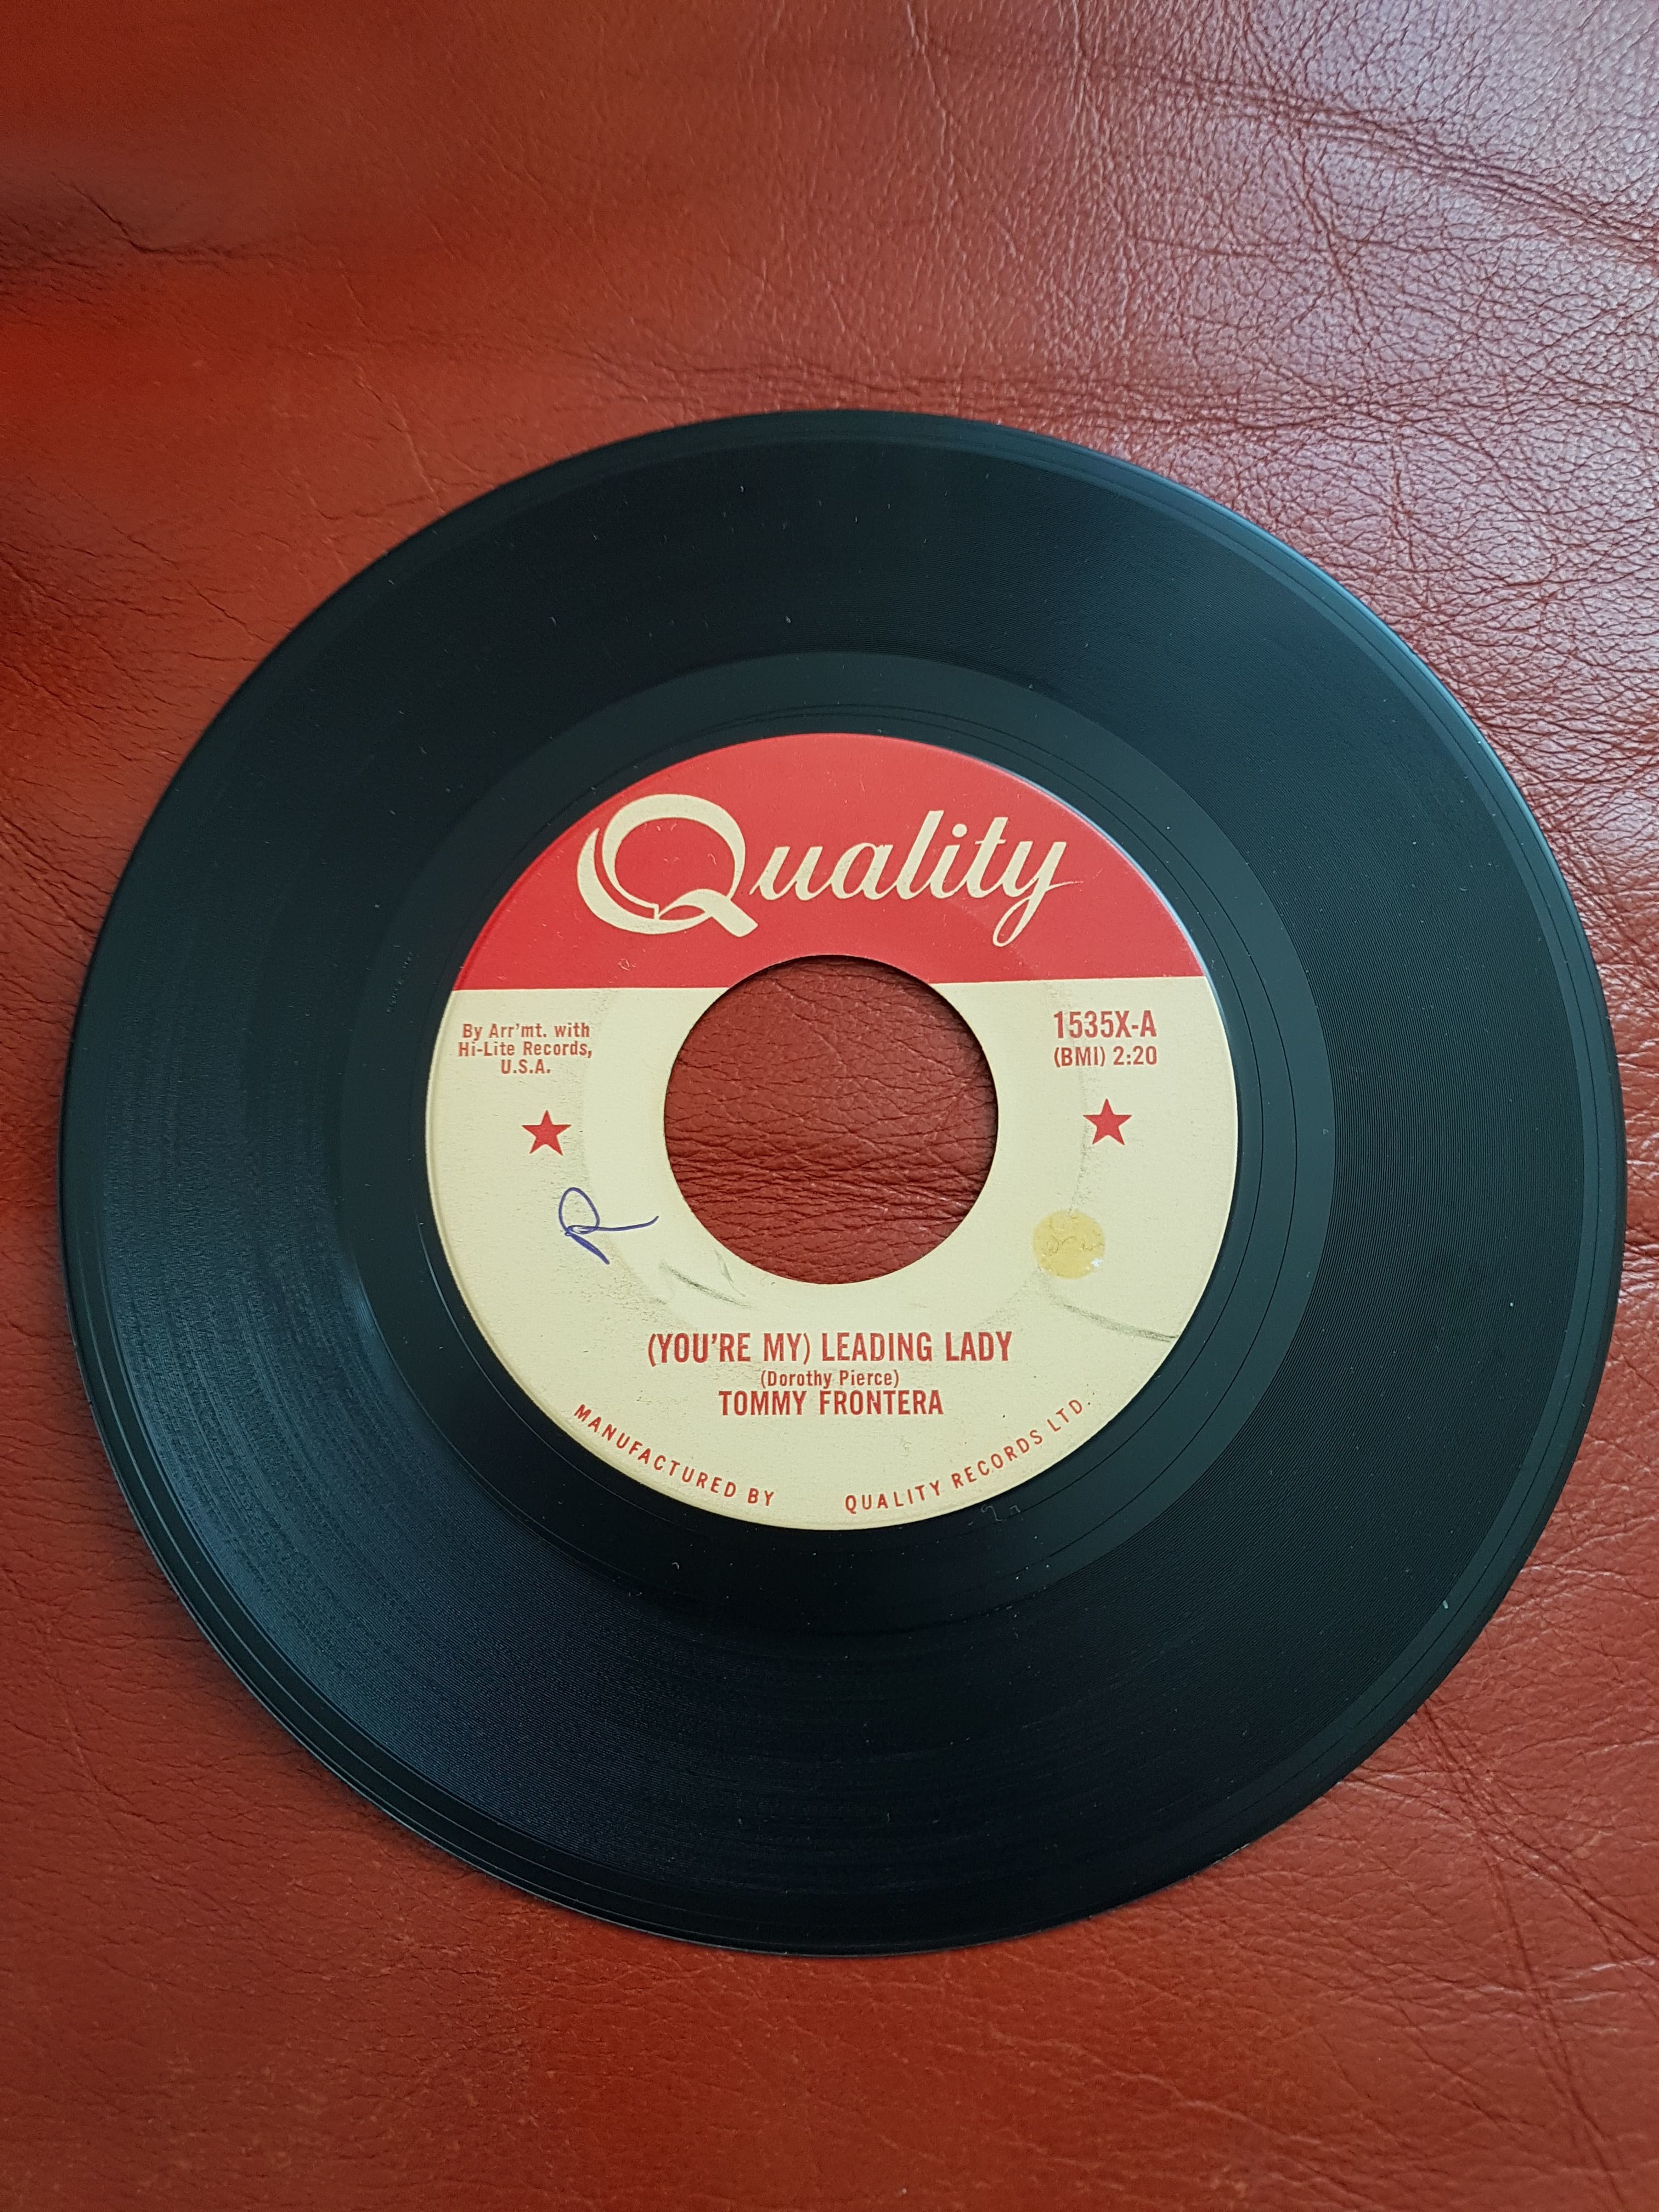 Quality
By Arr'mt. with
Hi-Lite Records,
U.S.A.
1535X-A
(BMI) 2:20
R
(YOU'RE MY) LEADING LADY
(Dorothy Pierce)
TOMMY FRONTERA
MANUFACTURED BY QUALITY RECORDS LTD.